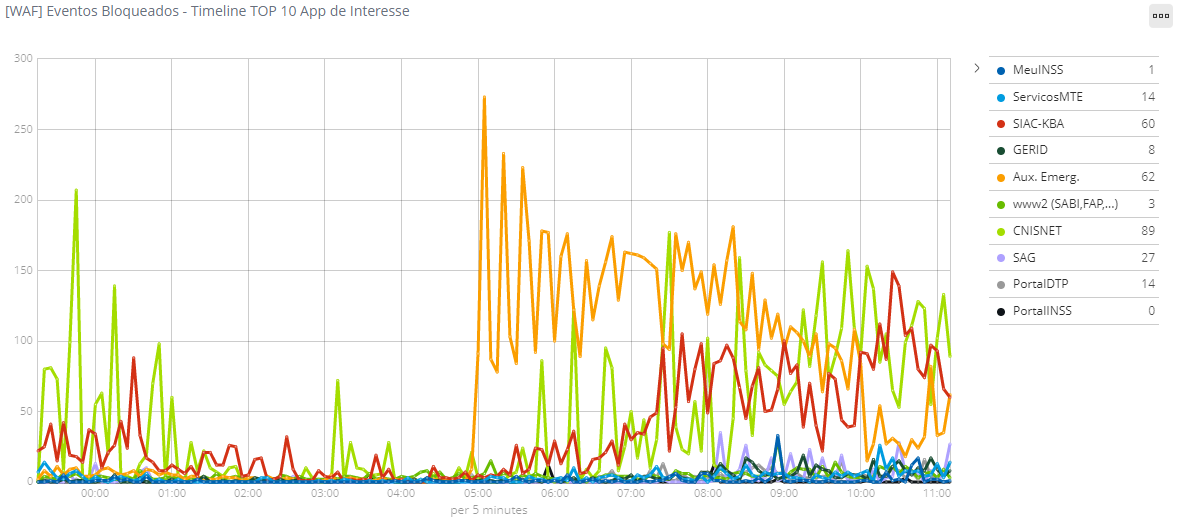 [WAF] Eventos Bloqueados - Timeline TOP 10 App de Interesse
300
250
200
150
100
50
0
00:00 01:00 02:00 03:00 04:00 05:00 06:00 07:00 08:00 09:00 10:00 11:00
per 5 minutes
MeuINSS 1
ServicosMTE 14
SIAC-KBA 60
GERID 8
Aux. Emerg. 62
www2 (SABI,FAP,...) 3
CNISNET 89
SAG 27
PortalDTP 14
PortalINSS 0